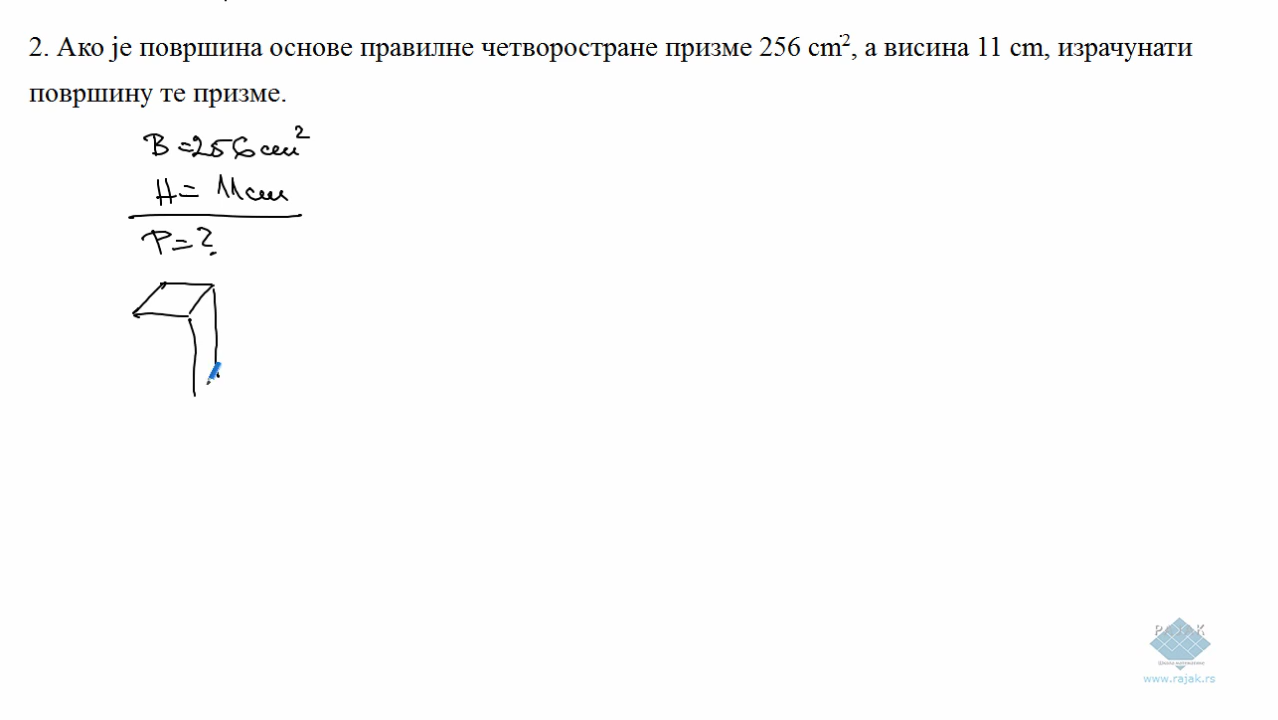 2. Ако је површина основе правилне четворостране призме 256 cm², а висина 11 cm, израчунати
површину те призме.
B = 256 cm²
H = 11 cm
P = ?
РАЈАК
www.rajak.rs